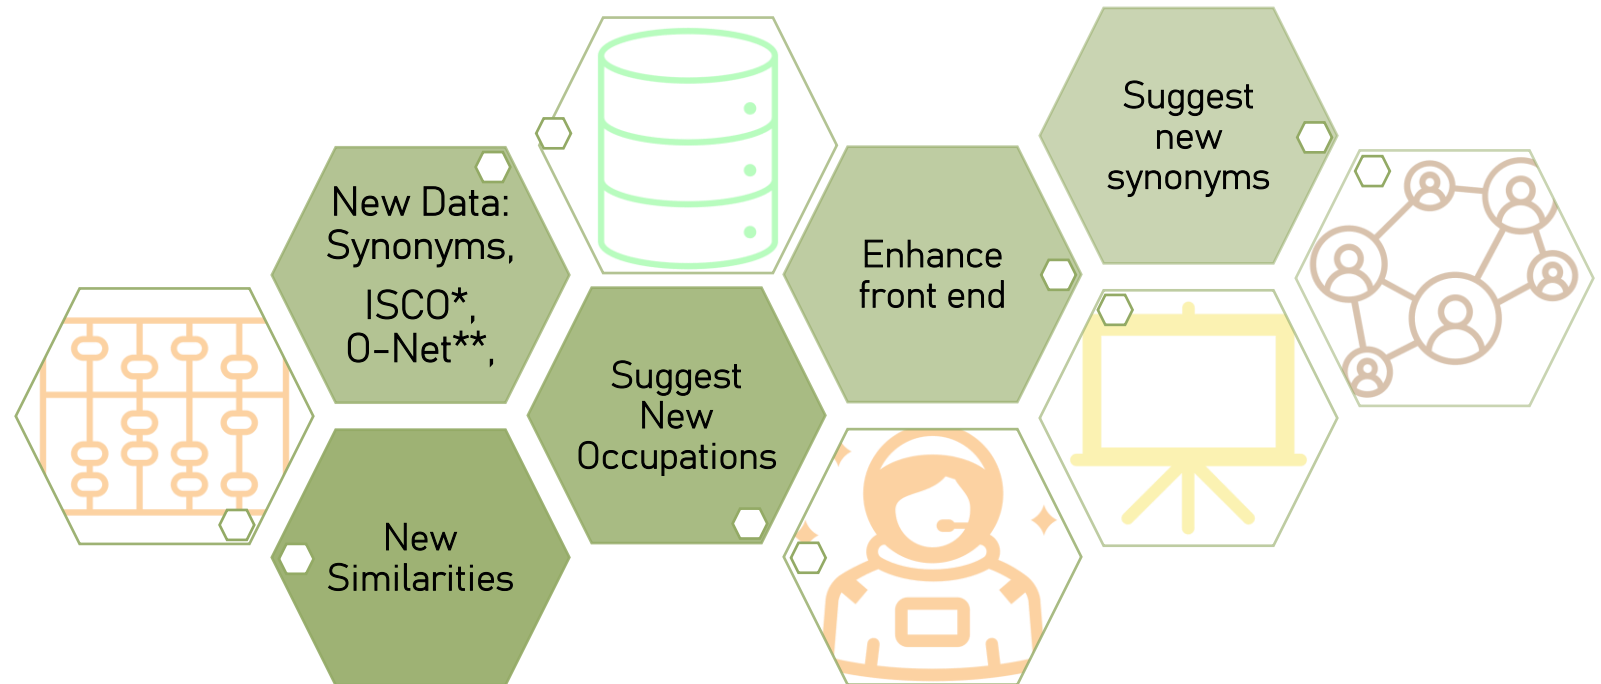 New Data:
Synonyms,
ISCO*,
O-Net**,
New
Similarities
Suggest
New
Occupations
Enhance
front end
Suggest
new
synonyms